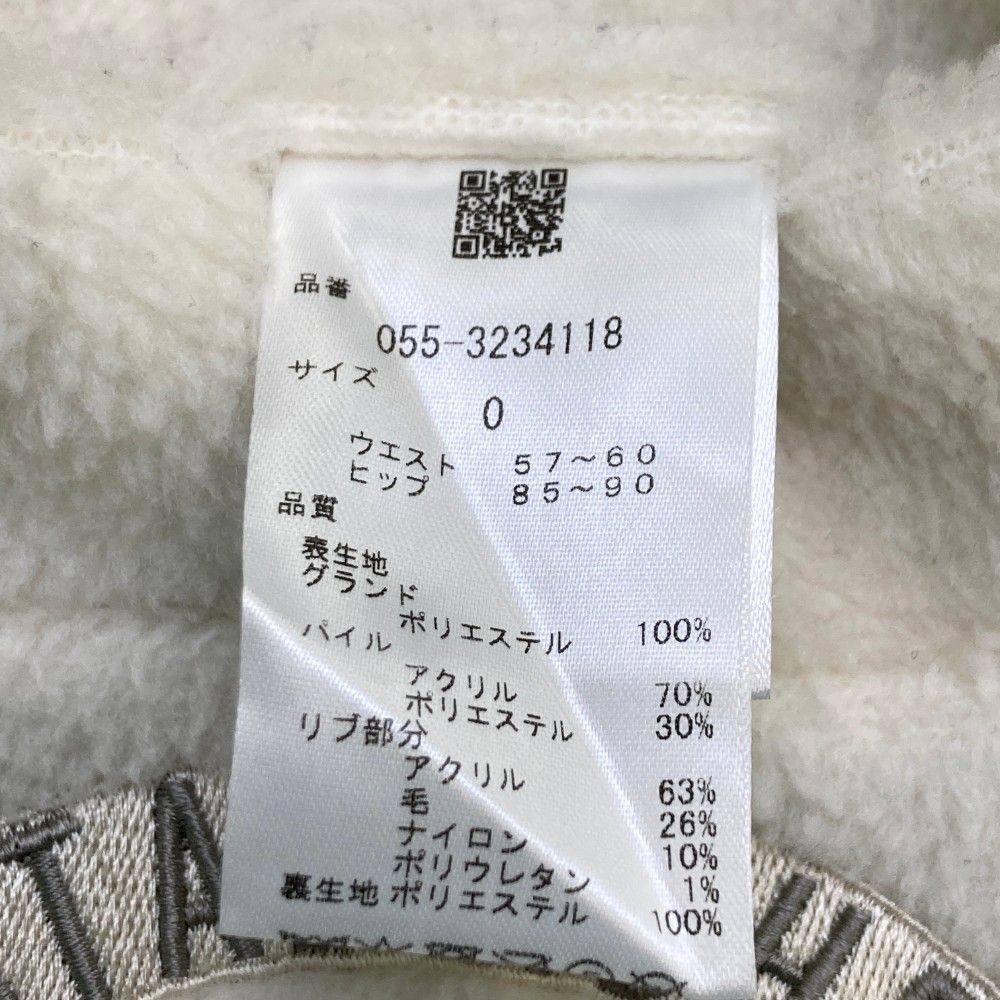 品番
055-3234118
サイズ
0
ウエスト 57～60
ヒップ 85～90
品質
表生地
グランド
ポリエステル 100%
パイル
アクリル 70%
ポリエステル 30%
リブ部分
アクリル 63%
毛 26%
ナイロン 10%
ポリウレタン 1%
裏生地 ポリエステル 100%